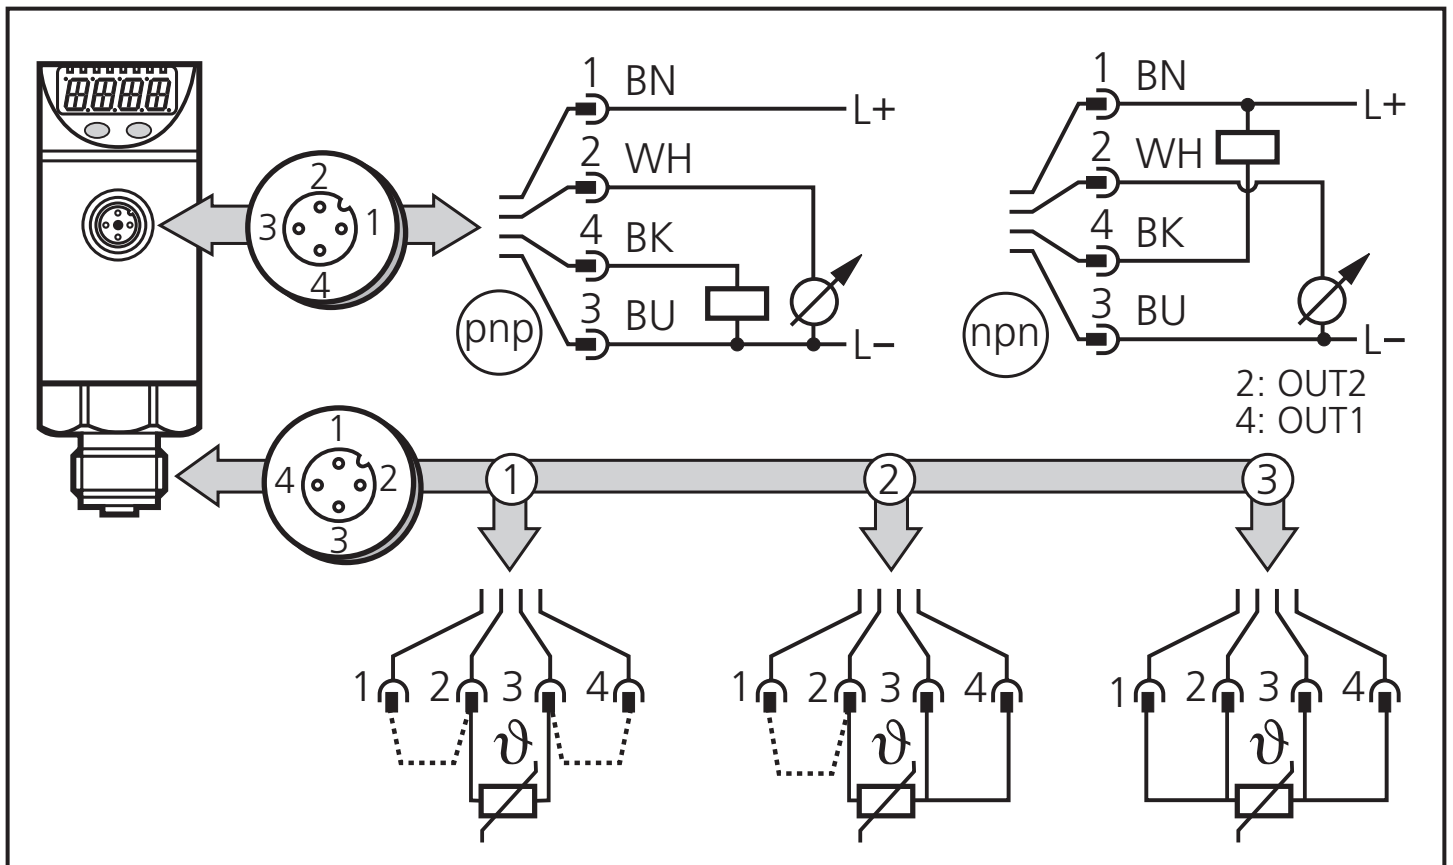 8888
1 BN
L+
2 WH
4 BK
3 BU
L–
pnp
1 BN
L+
2 WH
4 BK
3 BU
L–
npn
2: OUT2
4: OUT1
2
3 1
4
1
4 2
3
1 2 3
1 2 3 4
ϑ
1 2 3 4
ϑ
1 2 3 4
ϑ